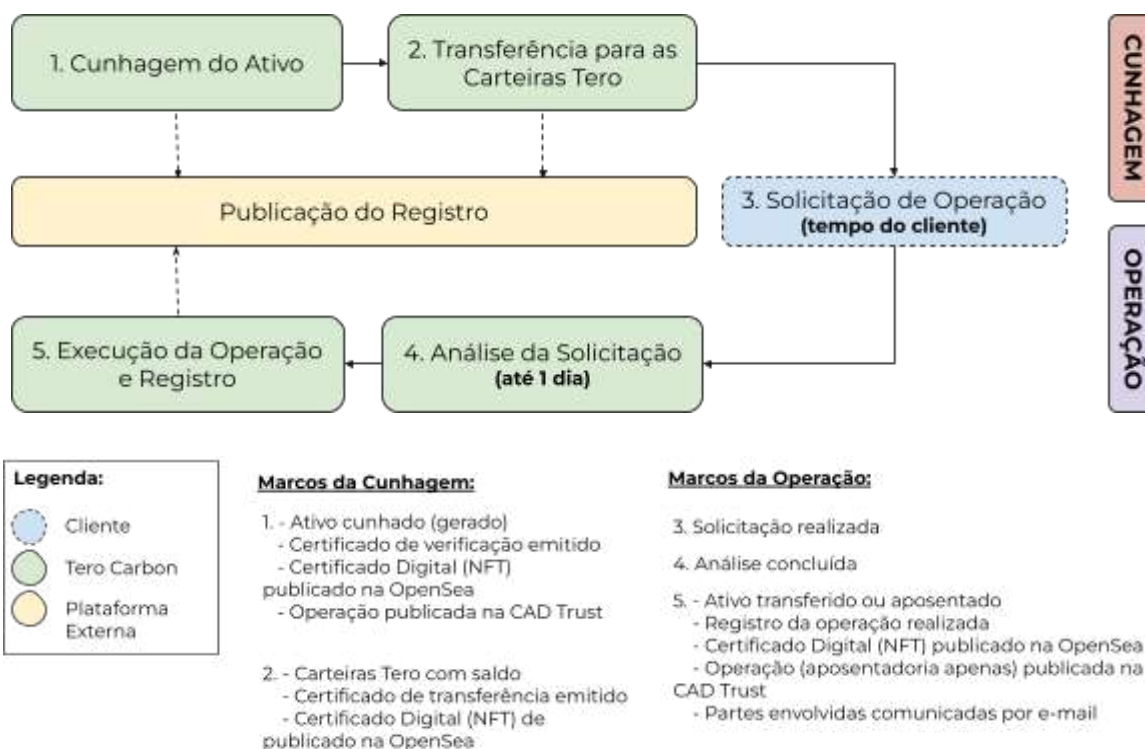 1. Cunhagem do Ativo
2. Transferência para as
Carteiras Tero
CUNHAGEM
Publicação do Registro
3. Solicitação de Operação
(tempo do cliente)
OPERAÇÃO
5. Execução da Operação
e Registro
4. Análise da Solicitação
(até 1 dia)
Legenda:
Cliente
Tero Carbon
Plataforma
Externa
Marcos da Cunhagem:
1. - Ativo cunhado (gerado)
- Certificado de verificação emitido
- Certificado Digital (NFT)
publicado na OpenSea
- Operação publicada na CAD Trust
2. - Carteiras Tero com saldo
- Certificado de transferência emitido
- Certificado Digital (NFT) de
publicado na OpenSea
Marcos da Operação:
3. Solicitação realizada
4. Análise concluída
5. - Ativo transferido ou aposentado
- Registro da operação realizada
- Certificado Digital (NFT) publicado na OpenSea
- Operação (aposentadoria apenas) publicada na
CAD Trust
- Partes envolvidas comunicadas por e-mail